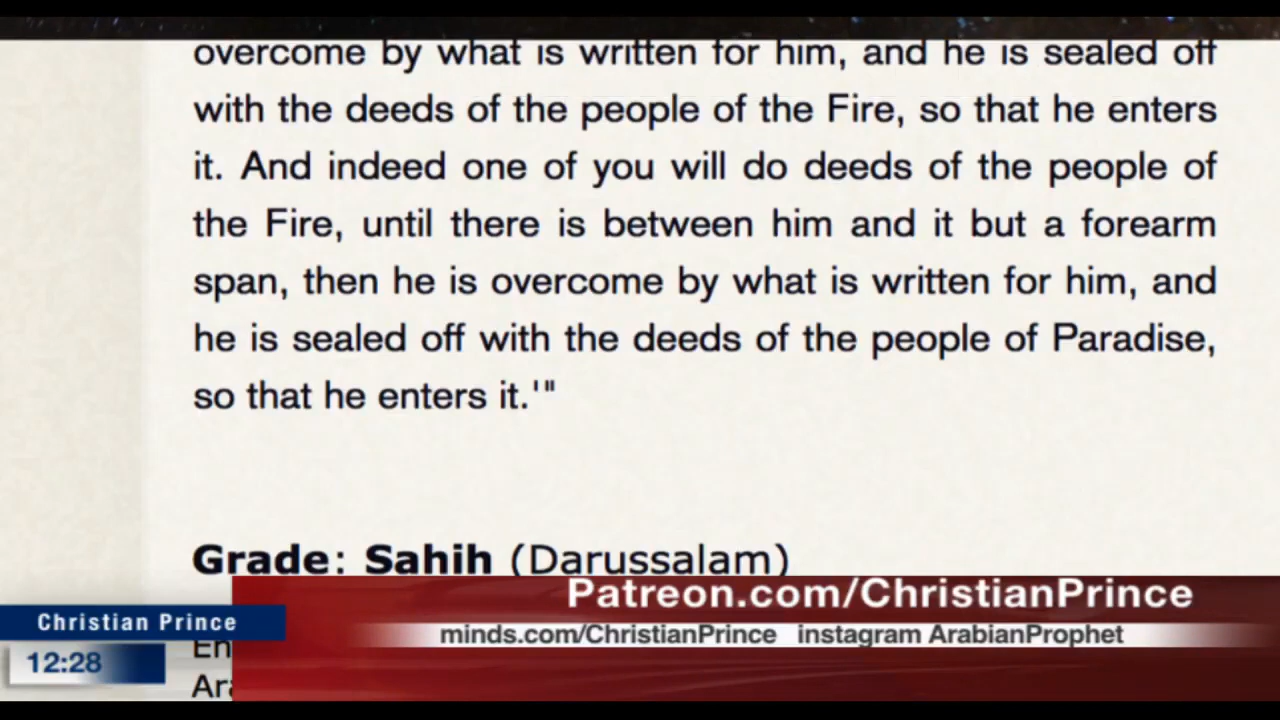 overcome by what is written for him, and he is sealed off
with the deeds of the people of the Fire, so that he enters
it. And indeed one of you will do deeds of the people of
the Fire, until there is between him and it but a forearm
span, then he is overcome by what is written for him, and
he is sealed off with the deeds of the people of Paradise,
so that he enters it.'"
Grade: Sahih (Darussalam)
Patreon.com/ChristianPrince
Christian Prince
minds.com/ChristianPrince instagram ArabianProphet
12:28